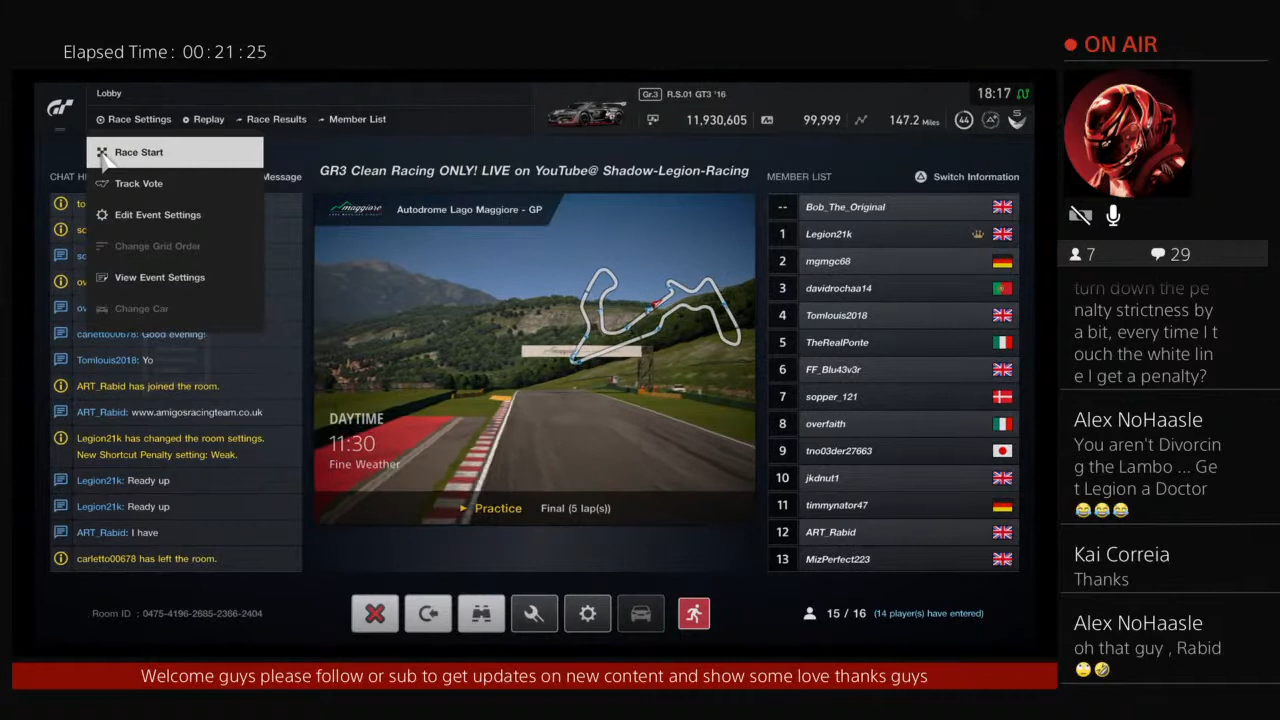 Elapsed Time : 00:21:25
ON AIR
Lobby
Race Settings Replay Race Results Member List
Gr.3 R.S.01 GT3 '16
11,930,605 99,999 147.2 Miles 44 A S
18:17
Race Start
Track Vote
Edit Event Settings
Change Grid Order
View Event Settings
Change Car
CHAT HI
Message
to
so
so
ov
ov
carletto00678: Good evening!
Tomlouis2018: Yo
ART_Rabid has joined the room.
ART_Rabid: www.amigosracingteam.co.uk
Legion21k has changed the room settings.
New Shortcut Penalty setting: Weak.
Legion21k: Ready up
Legion21k: Ready up
ART_Rabid: I have
carletto00678 has left the room.
Room ID : 0475-4196-2685-2366-2404
GR3 Clean Racing ONLY! LIVE on YouTube@ Shadow-Legion-Racing
maggiore Autodrome Lago Maggiore - GP
DAYTIME
11:30
Fine Weather
Practice Final (5 lap(s))
MEMBER LIST Switch Information
-- Bob_The_Original
1 Legion21k
2 mgmgc68
3 davidrochaa14
4 Tomlouis2018
5 TheRealPonte
6 FF_Blu43v3r
7 sopper_121
8 overfaith
9 tno03der27663
10 jkdnut1
11 timmynator47
12 ART_Rabid
13 MizPerfect223
15 / 16 (14 player(s) have entered)
7 29
turn down the pe
nalty strictness by
a bit, every time I t
ouch the white lin
e I get a penalty?
Alex NoHaasle
You aren't Divorcin
g the Lambo ... Ge
t Legion a Doctor
😂😂😂
Kai Correia
Thanks
Alex NoHaasle
oh that guy , Rabid
🙄🤣
Welcome guys please follow or sub to get updates on new content and show some love thanks guys